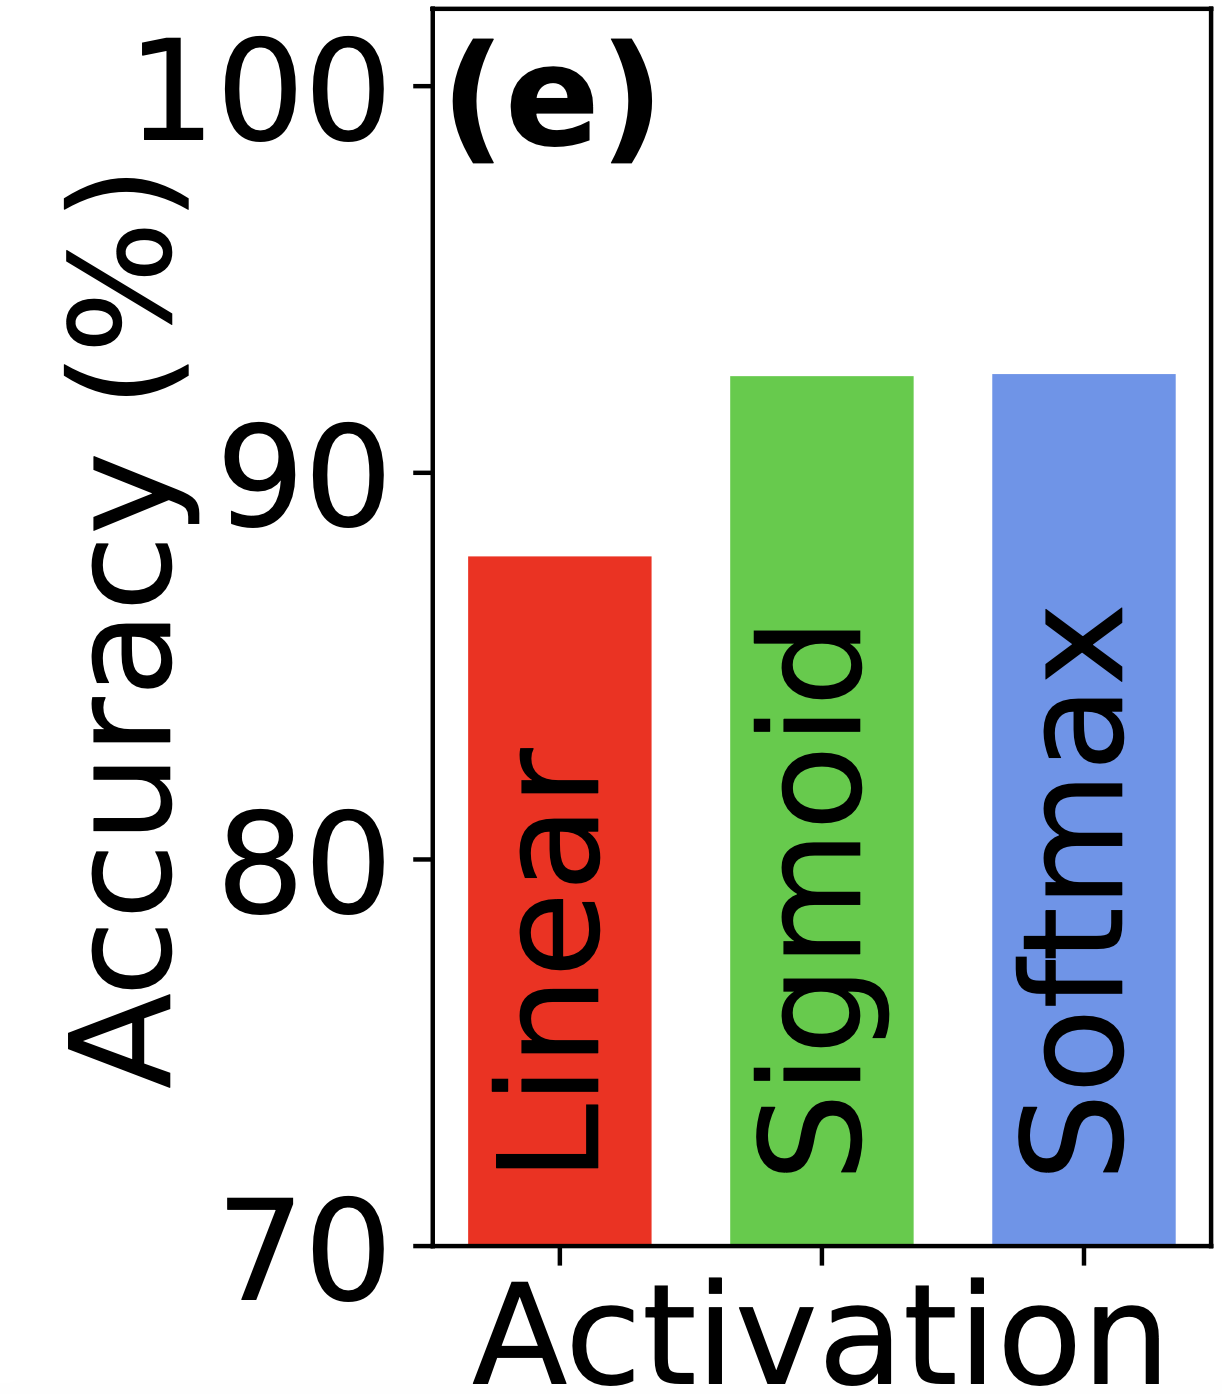 (e)
Accuracy (%)
100
90
80
70
Linear
Sigmoid
Softmax
Activation